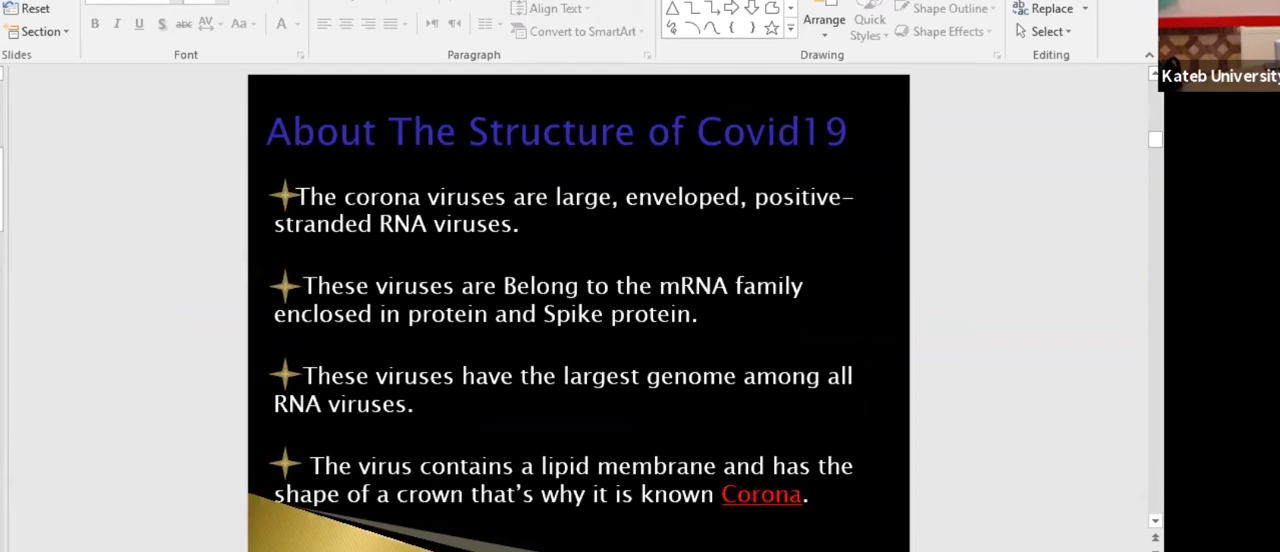 Reset
Section
Slides
B I U S abc AV Aa A
Font
Align Text
Convert to SmartArt
Paragraph
Arrange
Quick
Styles
Shape Outline
Shape Effects
Drawing
Replace
Select
Editing
Kateb University
About The Structure of Covid19
The corona viruses are large, enveloped, positive-
stranded RNA viruses.
These viruses are Belong to the mRNA family
enclosed in protein and Spike protein.
These viruses have the largest genome among all
RNA viruses.
The virus contains a lipid membrane and has the
shape of a crown that's why it is known Corona.